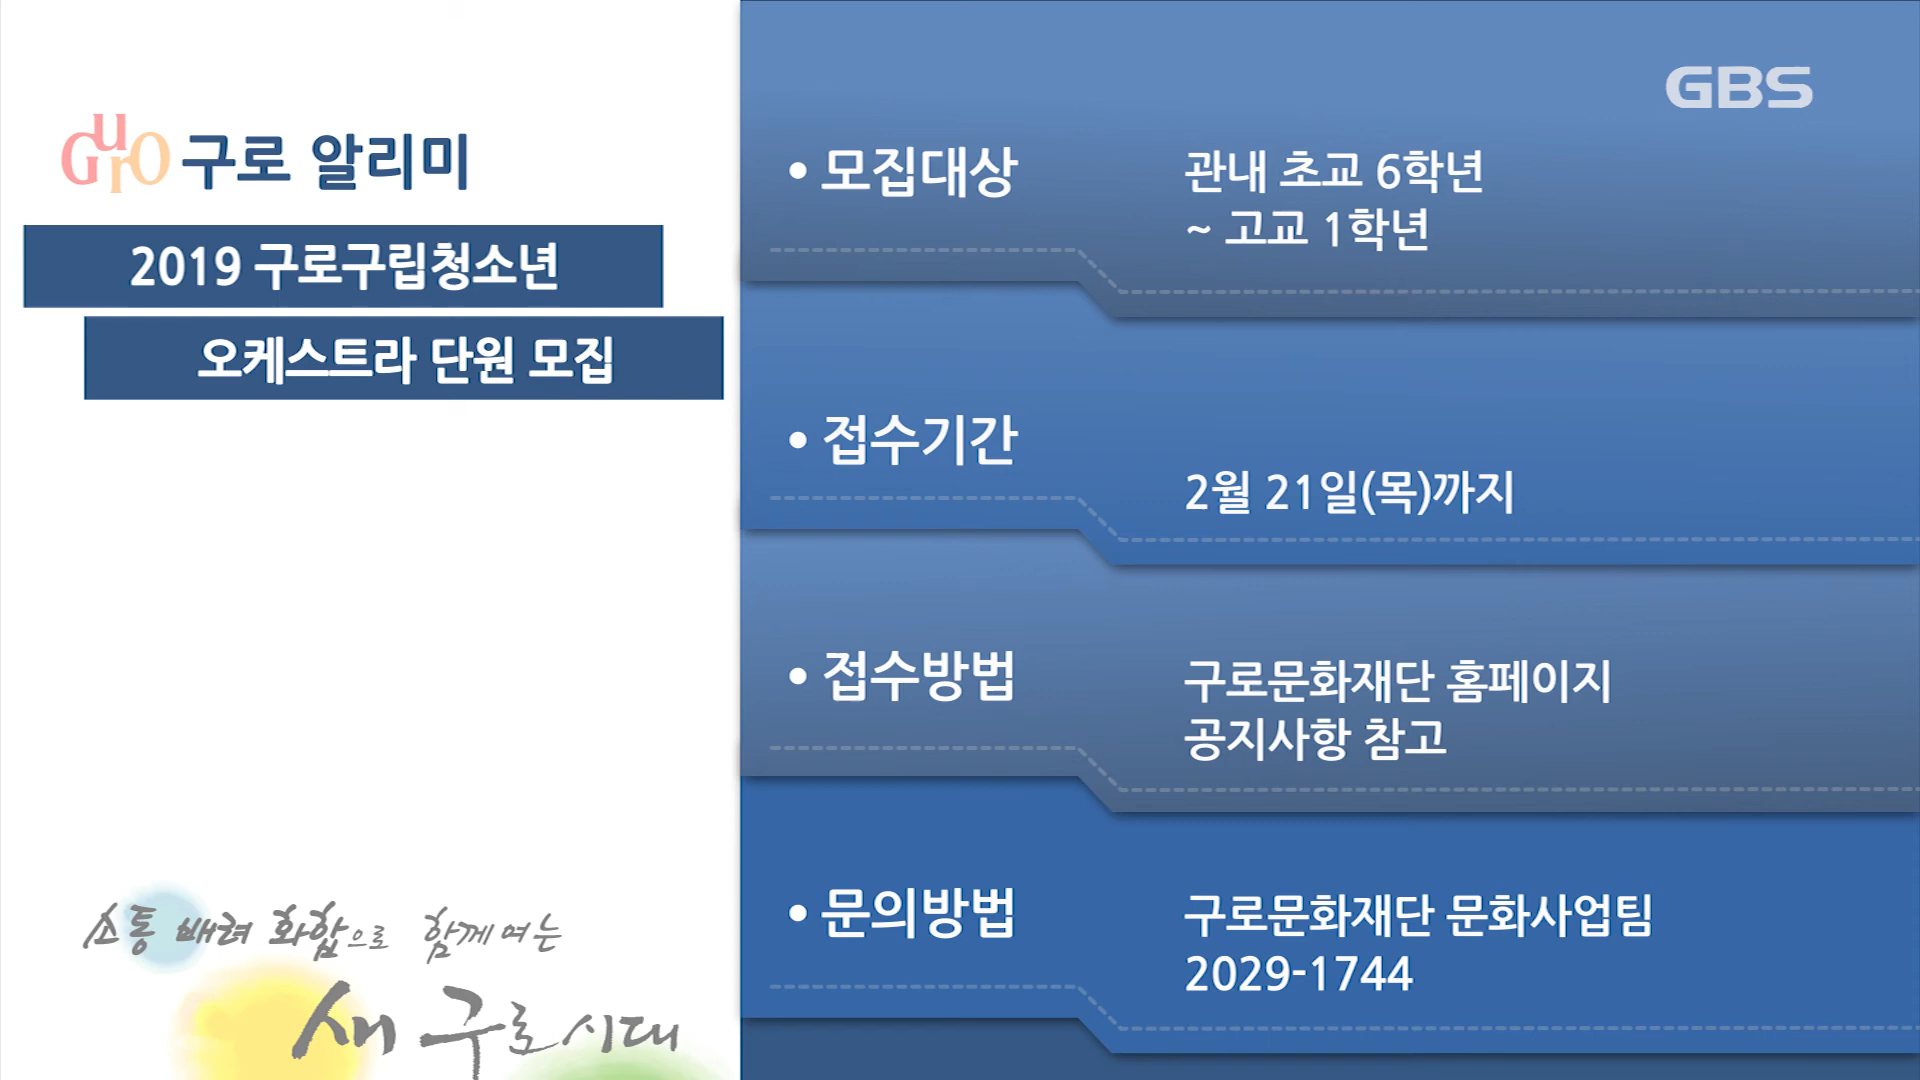 GurO 구로 알리미
2019 구로구립청소년
오케스트라 단원 모집
소통 배려 화합으로 함께 여는
새 구로 시대
GBS
• 모집대상
관내 초교 6학년
~ 고교 1학년
• 접수기간
2월 21일(목)까지
• 접수방법
구로문화재단 홈페이지
공지사항 참고
• 문의방법
구로문화재단 문화사업팀
2029-1744